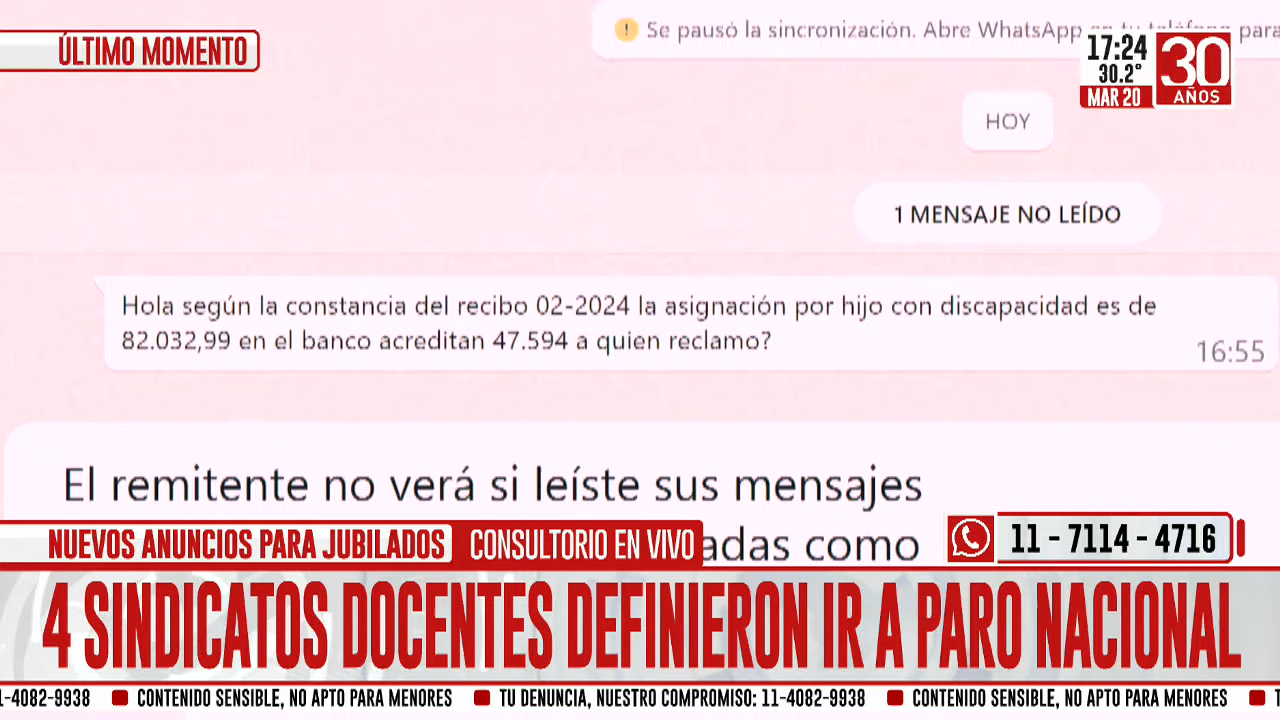 Se pausó la sincronización. Abre WhatsApp en tu teléfono para
ÚLTIMO MOMENTO
17:24
30.2°
MAR 20
30
AÑOS
HOY
1 MENSAJE NO LEÍDO
Hola según la constancia del recibo 02-2024 la asignación por hijo con discapacidad es de
82.032,99 en el banco acreditan 47.594 a quien reclamo?
16:55
El remitente no verá si leíste sus mensajes
adas como
NUEVOS ANUNCIOS PARA JUBILADOS
CONSULTORIO EN VIVO
11-7114-4716
4 SINDICATOS DOCENTES DEFINIERON IR A PARO NACIONAL
1-4082-9938 CONTENIDO SENSIBLE, NO APTO PARA MENORES TU DENUNCIA, NUESTRO COMPROMISO: 11-4082-9938 CONTENIDO SENSIBLE, NO APTO PARA MENORES T